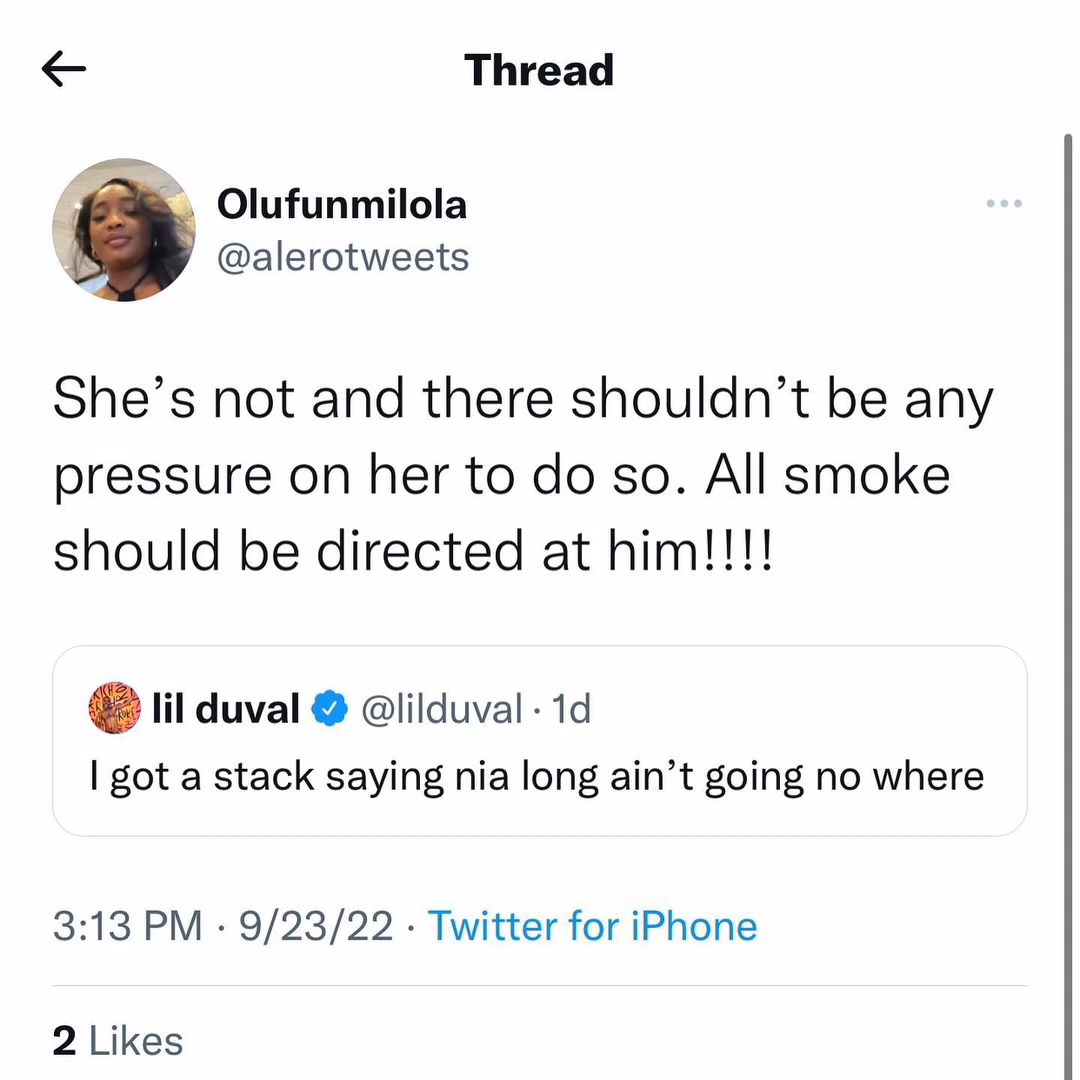 Thread
Olufunmilola
@alerotweets
She’s not and there shouldn’t be any
pressure on her to do so. All smoke
should be directed at him!!!!
lil duval @lilduval · 1d
I got a stack saying nia long ain’t going no where
3:13 PM · 9/23/22 · Twitter for iPhone
2 Likes